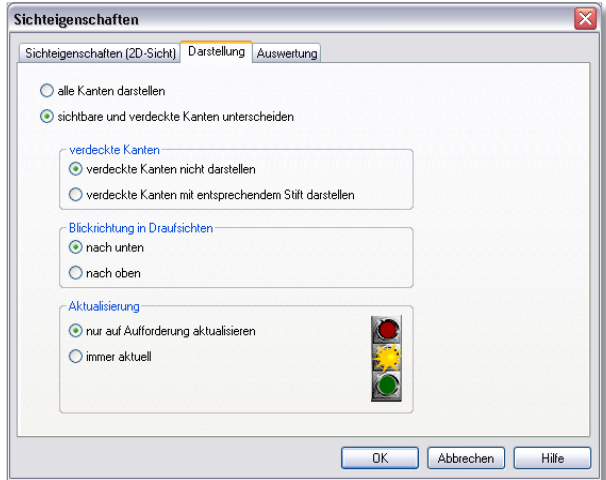 Sichteigenschaften
Sichteigenschaften (2D-Sicht) Darstellung Auswertung
alle Kanten darstellen
sichtbare und verdeckte Kanten unterscheiden
verdeckte Kanten
verdeckte Kanten nicht darstellen
verdeckte Kanten mit entsprechendem Stift darstellen
Blickrichtung in Draufsichten
nach unten
nach oben
Aktualisierung
nur auf Aufforderung aktualisieren
immer aktuell
OK Abbrechen Hilfe